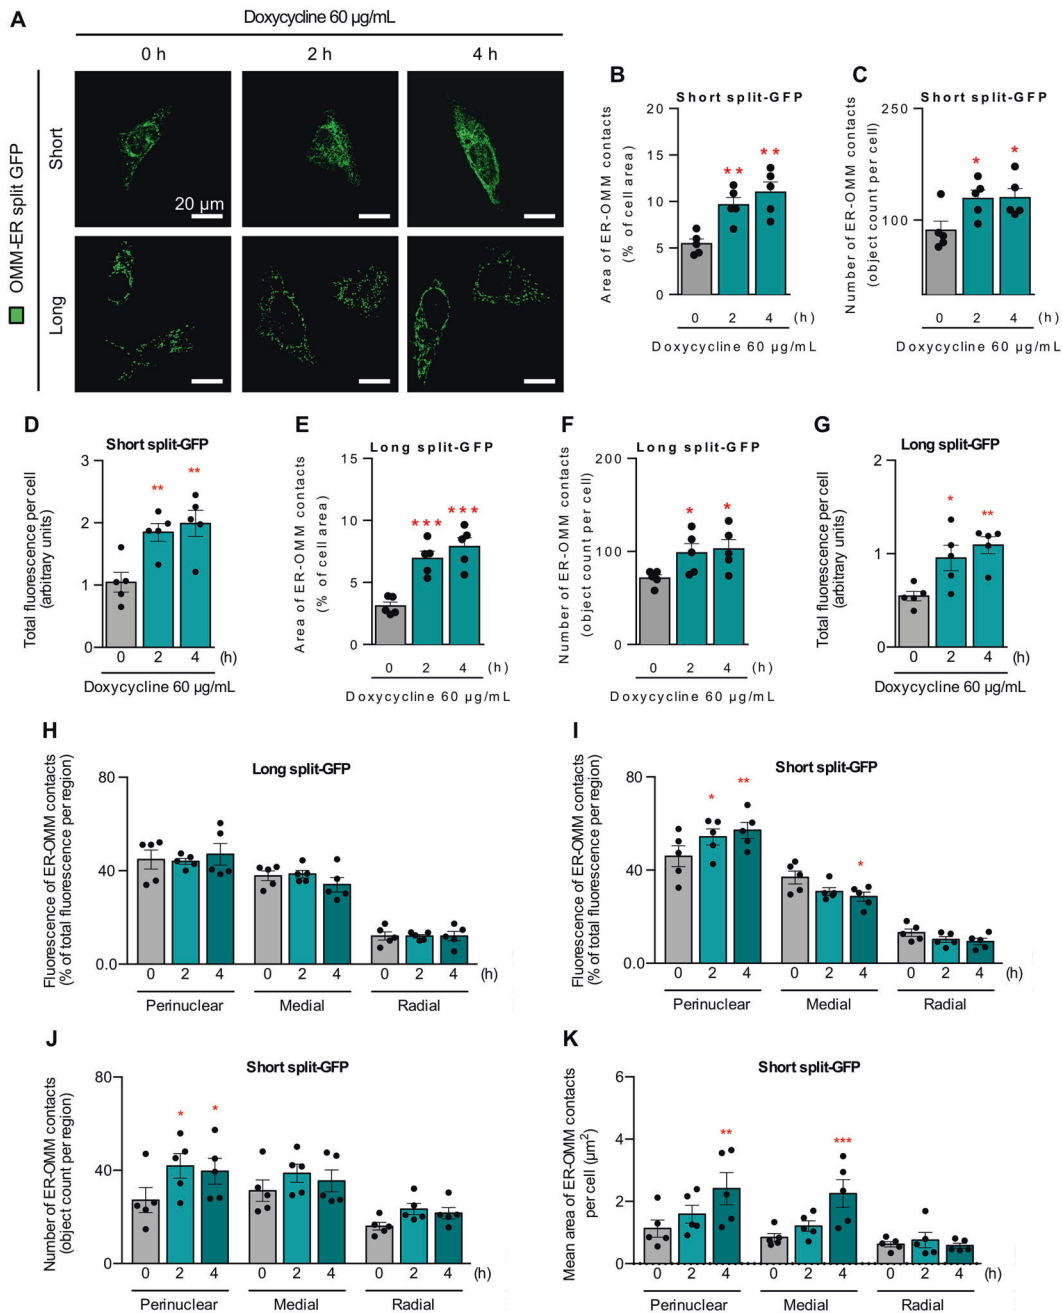 A
Doxycycline 60 µg/mL
0 h
2 h
4 h
OMM-ER split GFP
Short
Long
20 µm
B
Short split-GFP
Area of ER-OMM contacts
(% of cell area)
20
15
10
5
0
0 2 4 (h)
Doxycycline 60 µg/mL
** **
C
Short split-GFP
Number of ER-OMM contacts
(object count per cell)
250
100
0 2 4 (h)
Doxycycline 60 µg/mL
* *
D
Short split-GFP
Total fluorescence per cell
(arbitrary units)
3
2
1
0
0 2 4 (h)
Doxycycline 60 µg/mL
** **
E
Long split-GFP
Area of ER-OMM contacts
(% of cell area)
15
10
5
0
0 2 4 (h)
Doxycycline 60 µg/mL
*** ***
F
Long split-GFP
Number of ER-OMM contacts
(object count per cell)
200
100
0
0 2 4 (h)
Doxycycline 60 µg/mL
* *
G
Long split-GFP
Total fluorescence per cell
(arbitrary units)
2
1
0
0 2 4 (h)
Doxycycline 60 µg/mL
* **
H
Long split-GFP
Fluorescence of ER-OMM contacts
(% of total fluorescence per region)
80
40
0.0
0 2 4 0 2 4 0 2 4 (h)
Perinuclear Medial Radial
I
Short split-GFP
Fluorescence of ER-OMM contacts
(% of total fluorescence per region)
80
40
0.0
* ** *
0 2 4 0 2 4 0 2 4 (h)
Perinuclear Medial Radial
J
Short split-GFP
Number of ER-OMM contacts
(object count per region)
80
40
0
* *
0 2 4 0 2 4 0 2 4 (h)
Perinuclear Medial Radial
K
Short split-GFP
Mean area of ER-OMM contacts
per cell (µm²)
6
4
2
0
** ***
0 2 4 0 2 4 0 2 4 (h)
Perinuclear Medial Radial